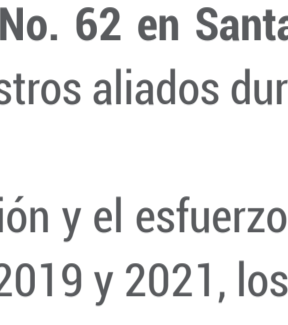 No. 62 en Santa
stros aliados dur
ión y el esfuerzo
2019 y 2021, los